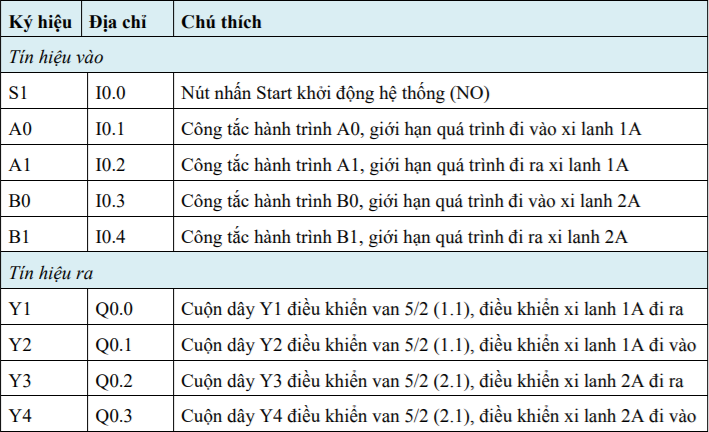 Ký hiệu Địa chỉ Chú thích
Tín hiệu vào
S1 I0.0 Nút nhấn Start khởi động hệ thống (NO)
A0 I0.1 Công tắc hành trình A0, giới hạn quá trình đi vào xi lanh 1A
A1 I0.2 Công tắc hành trình A1, giới hạn quá trình đi ra xi lanh 1A
B0 I0.3 Công tắc hành trình B0, giới hạn quá trình đi vào xi lanh 2A
B1 I0.4 Công tắc hành trình B1, giới hạn quá trình đi ra xi lanh 2A
Tín hiệu ra
Y1 Q0.0 Cuộn dây Y1 điều khiển van 5/2 (1.1), điều khiển xi lanh 1A đi ra
Y2 Q0.1 Cuộn dây Y2 điều khiển van 5/2 (1.1), điều khiển xi lanh 1A đi vào
Y3 Q0.2 Cuộn dây Y3 điều khiển van 5/2 (2.1), điều khiển xi lanh 2A đi ra
Y4 Q0.3 Cuộn dây Y4 điều khiển van 5/2 (2.1), điều khiển xi lanh 2A đi vào